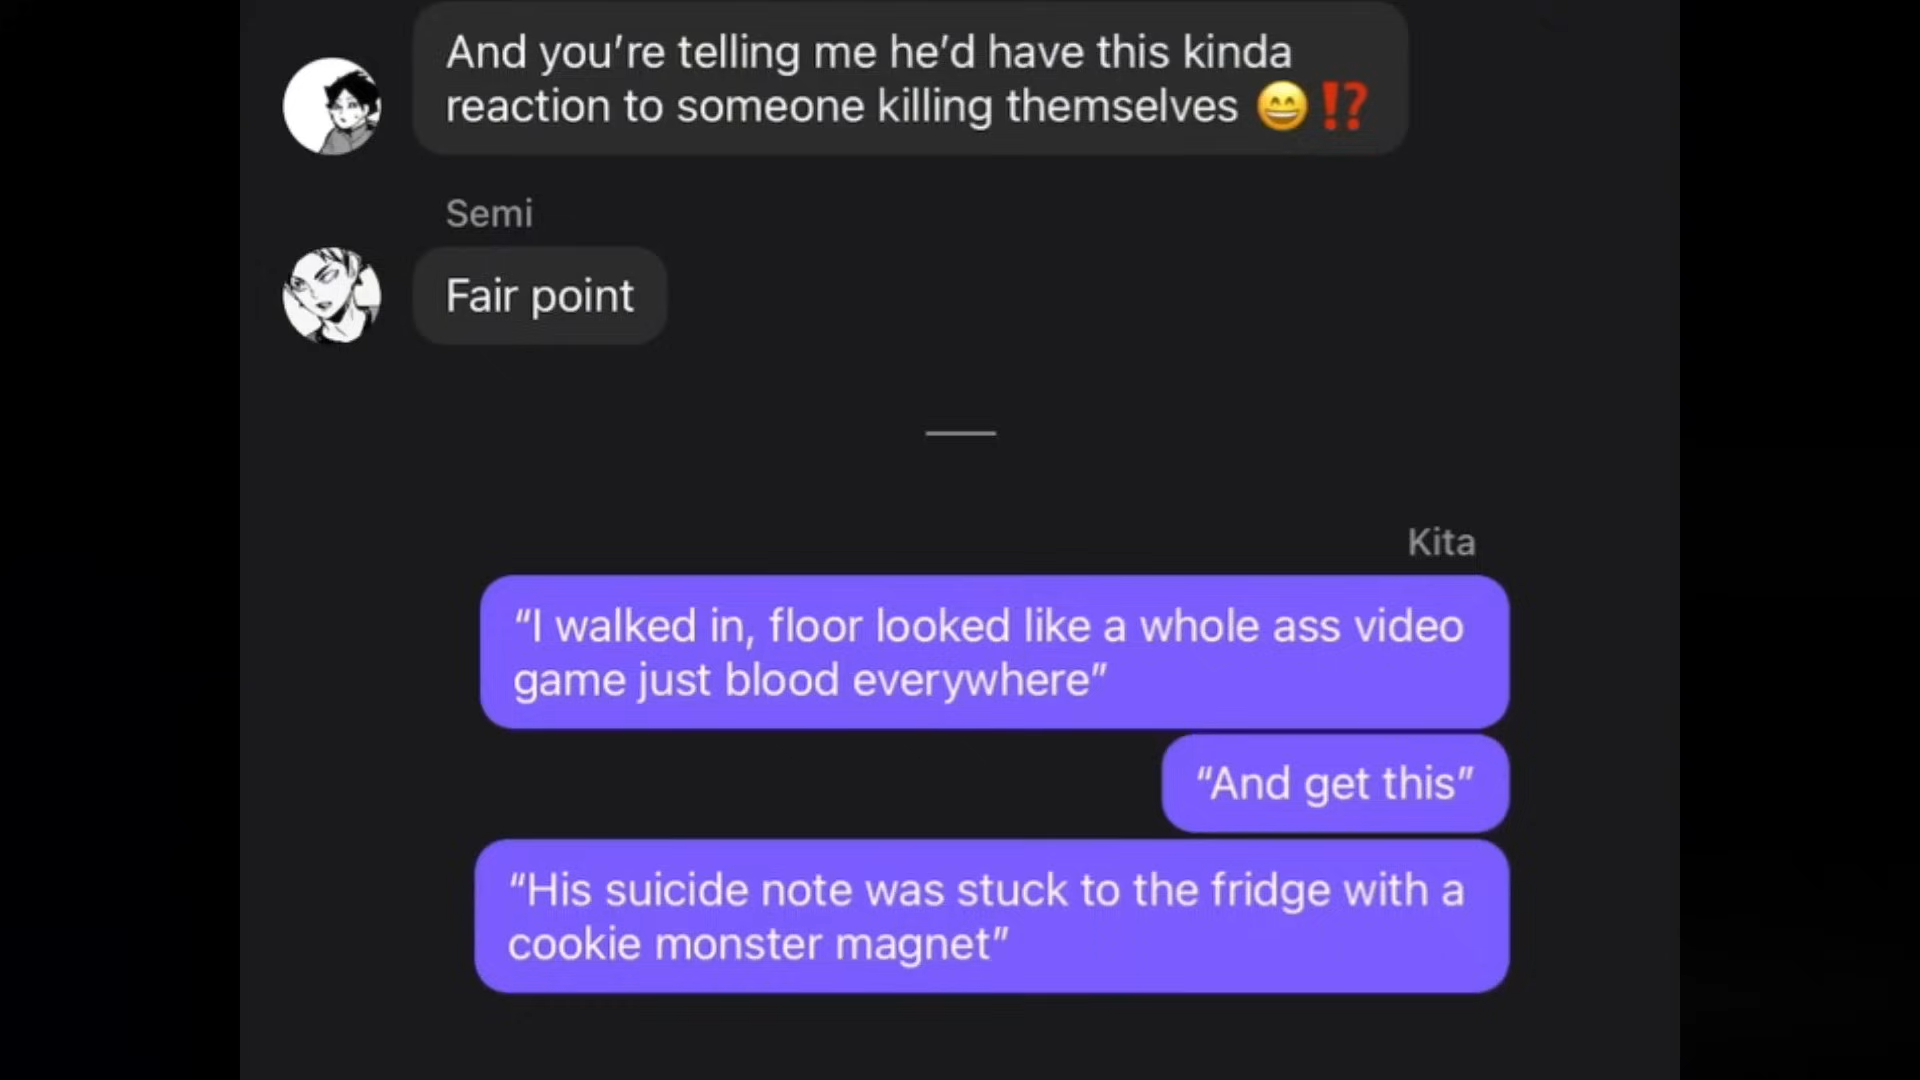 And you’re telling me he’d have this kinda
reaction to someone killing themselves 😄⁉️
Semi
Fair point
Kita
“I walked in, floor looked like a whole ass video
game just blood everywhere”
“And get this”
“His suicide note was stuck to the fridge with a
cookie monster magnet”